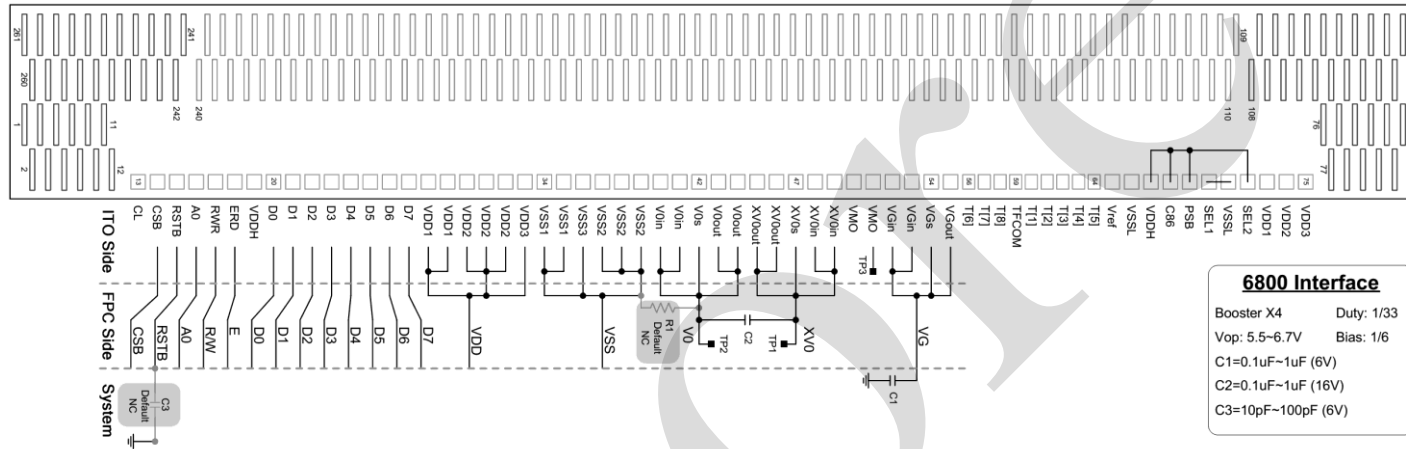 261
241
109
260
242
240
110
108
1
11
76
2
12
77
13
20
34
42
47
54
56
59
64
75
CL
CSB
RSTB
A0
RWR
ERD
VDDH
D0
D1
D2
D3
D4
D5
D6
D7
VDD1
VDD1
VDD2
VDD2
VDD2
VDD3
VSS1
VSS1
VSS3
VSS2
VSS2
VSS2
V0in
V0in
V0s
V0out
V0out
XV0out
XV0out
XV0s
XV0in
XV0in
VMO
VMO
VGin
VGin
VGs
VGout
T[6]
T[7]
T[8]
TFCOM
T[1]
T[2]
T[3]
T[4]
T[5]
Vref
VSSL
VDDH
C86
PSB
SEL1
VSSL
SEL2
VDD1
VDD2
VDD3
ITO Side
FPC Side
System
CSB
RSTB
A0
R/W
E
D0
D1
D2
D3
D4
D5
D6
D7
VDD
VSS
R1
Default
NC
V0
TP2
C2
TP1
XV0
TP3
VG
C1
C3
Default
NC
6800 Interface
Booster X4 Duty: 1/33
Vop: 5.5~6.7V Bias: 1/6
C1=0.1uF~1uF (6V)
C2=0.1uF~1uF (16V)
C3=10pF~100pF (6V)